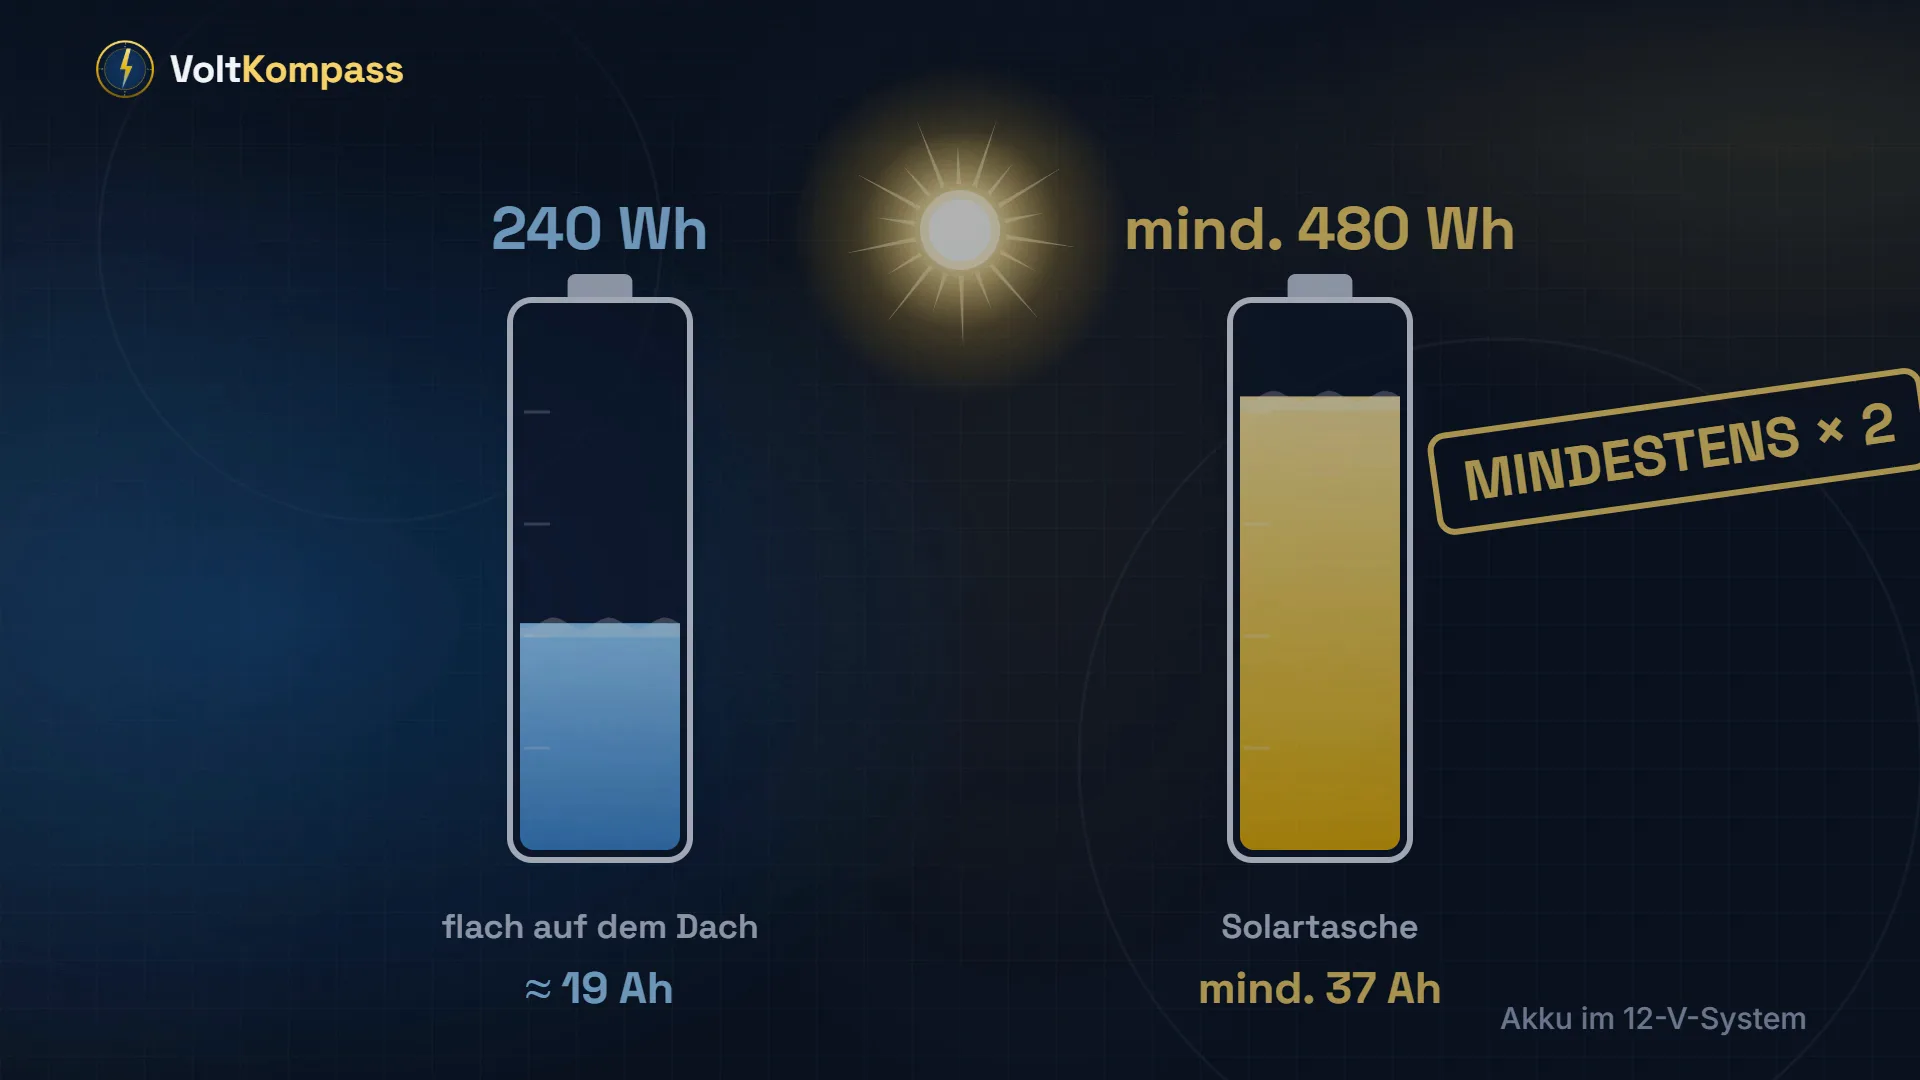 VoltKompass
240 Wh
mind. 480 Wh
MINDESTENS × 2
flach auf dem Dach
Solartasche
≈ 19 Ah
mind. 37 Ah
Akku im 12-V-System